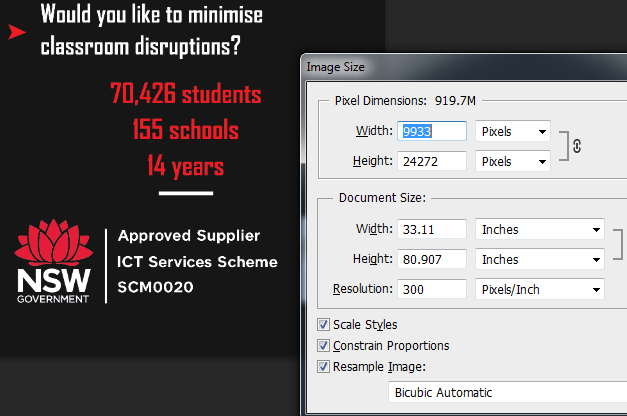 Would you like to minimise
classroom disruptions?
70,426 students
155 schools
14 years
NSW
GOVERNMENT
Approved Supplier
ICT Services Scheme
SCM0020
Image Size
Pixel Dimensions: 919.7M
Width: 9933 Pixels
Height: 24272 Pixels
Document Size:
Width: 33.11 Inches
Height: 80.907 Inches
Resolution: 300 Pixels/Inch
Scale Styles
Constrain Proportions
Resample Image:
Bicubic Automatic